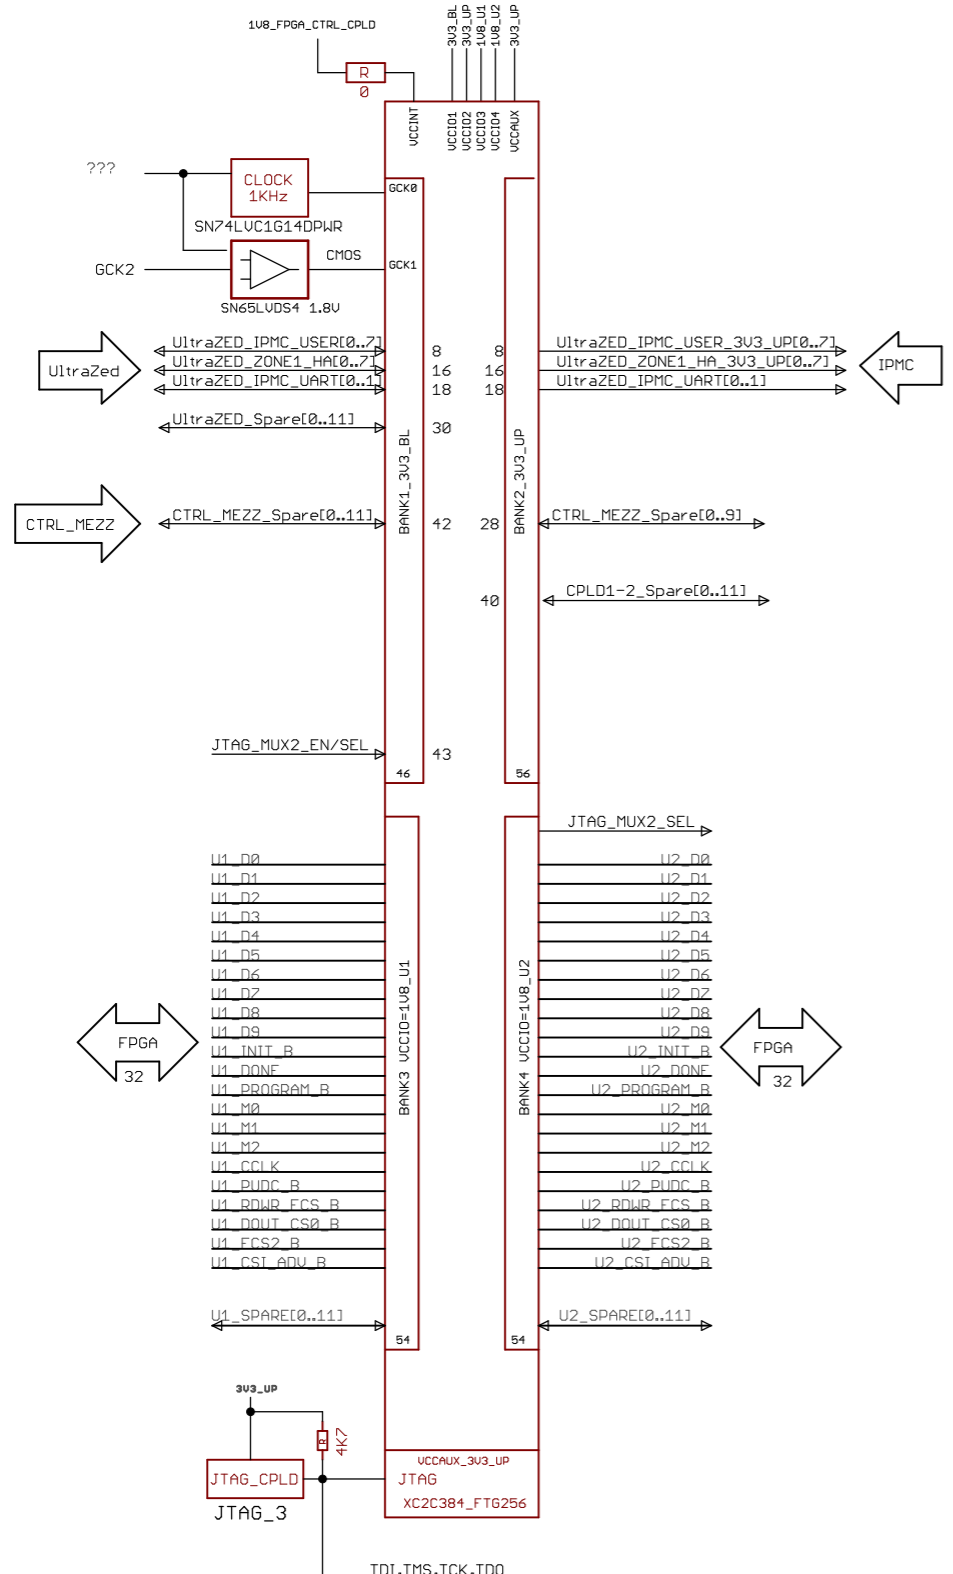 1V8_FPGA_CTRL_CPLD
3V3_BL
3V3_UP
1V8_U1
1V8_U2
3V3_UP
R
0
VCCINT
VCCIO1
VCCIO2
VCCIO3
VCCIO4
VCCAUX
???
CLOCK
1KHz
GCK0
SN74LVC1G14DPWR
CMOS
GCK2
GCK1
SN65LVDS4 1.8V
UltraZed
UltraZED_IPMC_USER[0..7]
8
8
UltraZED_IPMC_USER_3V3_UP[0..7]
UltraZED_ZONE1_HA[0..7]
16
16
UltraZED_ZONE1_HA_3V3_UP[0..7]
IPMC
UltraZED_IPMC_UART[0..1]
18
18
UltraZED_IPMC_UART[0..1]
UltraZED_Spare[0..11]
30
BANK1_3V3_BL
BANK2_3V3_UP
CTRL_MEZZ
CTRL_MEZZ_Spare[0..11]
42
28
CTRL_MEZZ_Spare[0..9]
40
CPLD1-2_Spare[0..11]
JTAG_MUX2_EN/SEL
43
46
56
JTAG_MUX2_SEL
U1_D0
U2_D0
U1_D1
U2_D1
U1_D2
U2_D2
U1_D3
U2_D3
U1_D4
U2_D4
U1_D5
U2_D5
U1_D6
U2_D6
U1_D7
U2_D7
U1_D8
U2_D8
U1_D9
U2_D9
U1_INIT_B
U2_INIT_B
U1_DONE
U2_DONE
U1_PROGRAM_B
U2_PROGRAM_B
U1_M0
U2_M0
U1_M1
U2_M1
U1_M2
U2_M2
U1_CCLK
U2_CCLK
U1_PUDC_B
U2_PUDC_B
U1_RDWR_FCS_B
U2_RDWR_FCS_B
U1_DOUT_CS0_B
U2_DOUT_CS0_B
U1_FCS2_B
U2_FCS2_B
U1_CSI_ADV_B
U2_CSI_ADV_B
FPGA
32
FPGA
32
BANK3 VCCIO=1V8_U1
BANK4 VCCIO=1V8_U2
U1_SPARE[0..11]
U2_SPARE[0..11]
54
54
3V3_UP
R
4K7
VCCAUX_3V3_UP
JTAG_CPLD
JTAG
JTAG_3
XC2C384_FTG256
TDI,TMS,TCK,TDO